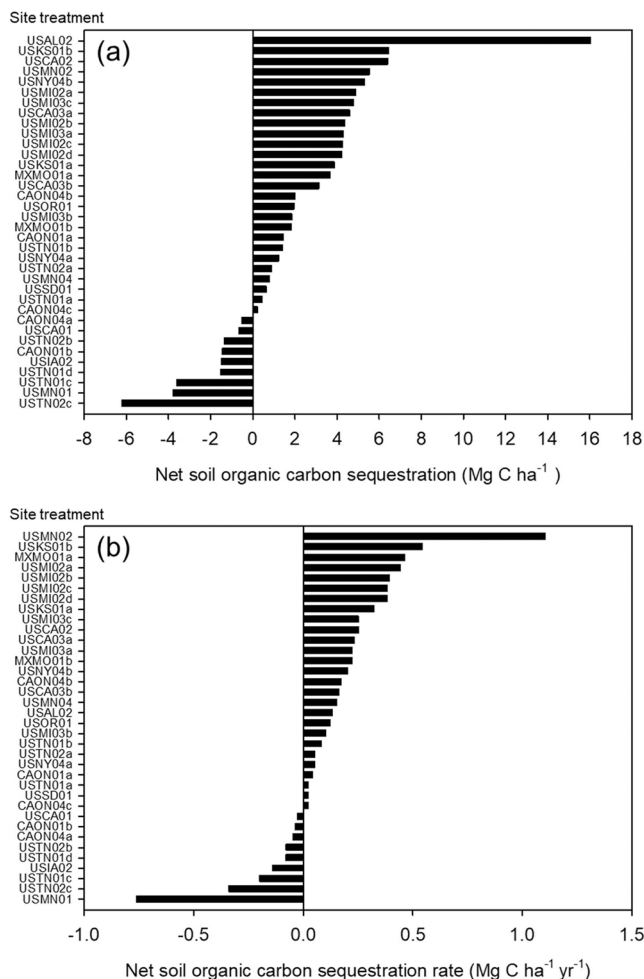 Site treatment
(a)
USAL02
USKS01b
USCA02
USMN02
USNY04b
USMI02a
USMI03c
USCA03a
USMI02b
USMI03a
USMI02c
USMI02d
USKS01a
MXMO01a
USCA03b
CAON04b
USOR01
USMI03b
MXMO01b
CAON01a
USTN01b
USNY04a
USTN02a
USMN04
USSD01
USTN01a
CAON04c
CAON04a
USCA01
USTN02b
CAON01b
USIA02
USTN01d
USTN01c
USMN01
USTN02c
-8 -6 -4 -2 0 2 4 6 8 10 12 14 16 18
Net soil organic carbon sequestration (Mg C ha⁻¹ )
Site treatment
(b)
USMN02
USKS01b
MXMO01a
USMI02a
USMI02b
USMI02c
USMI02d
USKS01a
USMI03c
USCA02
USCA03a
USMI03a
MXMO01b
USNY04b
CAON04b
USCA03b
USMN04
USAL02
USOR01
USMI03b
USTN01b
USTN02a
USNY04a
CAON01a
USTN01a
USSD01
CAON04c
USCA01
CAON01b
CAON04a
USTN02b
USTN01d
USIA02
USTN01c
USTN02c
USMN01
-1.0 -0.5 0.0 0.5 1.0 1.5
Net soil organic carbon sequestration rate (Mg C ha⁻¹ yr⁻¹)